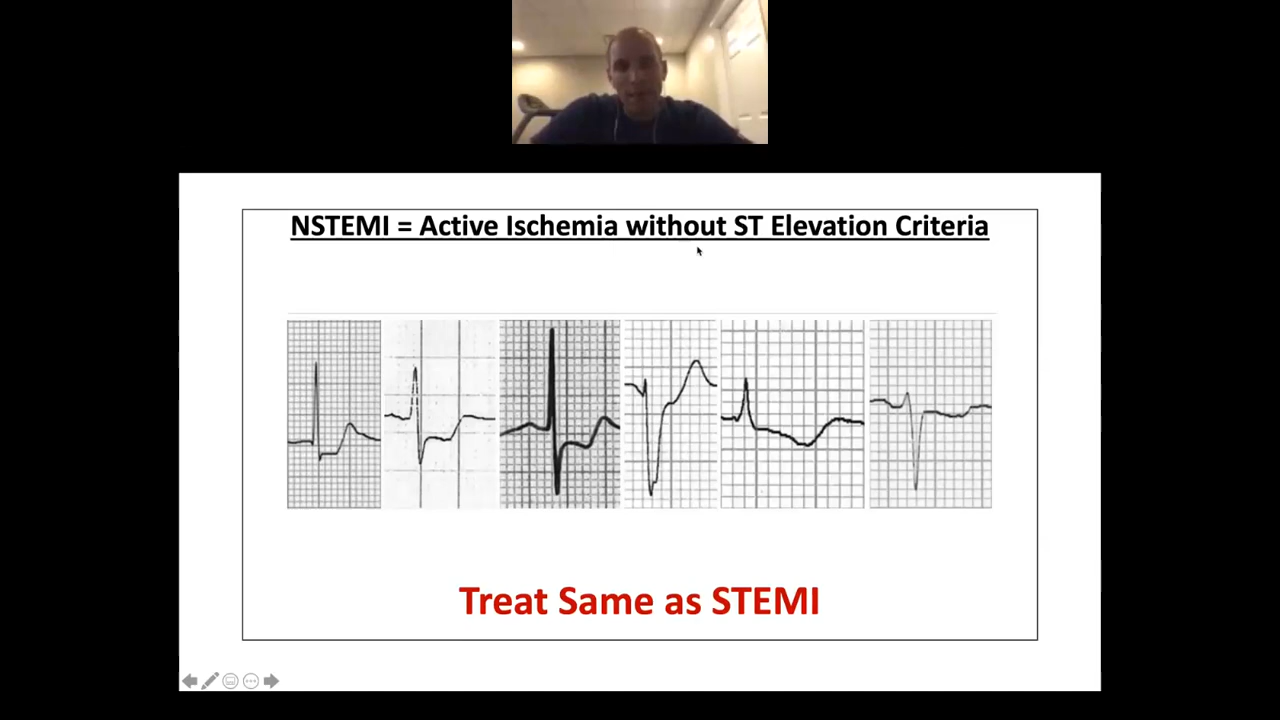 NSTEMI = Active Ischemia without ST Elevation Criteria
Treat Same as STEMI